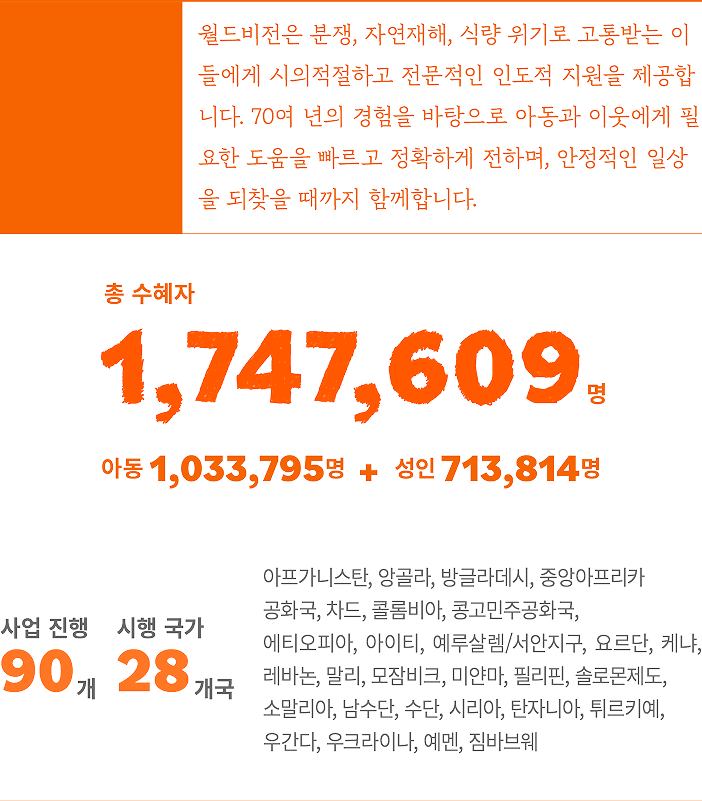 월드비전은 분쟁, 자연재해, 식량 위기로 고통받는 이
들에게 시의적절하고 전문적인 인도적 지원을 제공합
니다. 70여 년의 경험을 바탕으로 아동과 이웃에게 필
요한 도움을 빠르고 정확하게 전하며, 안정적인 일상
을 되찾을 때까지 함께합니다.
총 수혜자
1,747,609 명
아동 1,033,795명 + 성인 713,814명
사업 진행
90 개
시행 국가
28 개국
아프가니스탄, 앙골라, 방글라데시, 중앙아프리카
공화국, 차드, 콜롬비아, 콩고민주공화국,
에티오피아, 아이티, 예루살렘/서안지구, 요르단, 케냐,
레바논, 말리, 모잠비크, 미얀마, 필리핀, 솔로몬제도,
소말리아, 남수단, 수단, 시리아, 탄자니아, 튀르키예,
우간다, 우크라이나, 예멘, 짐바브웨